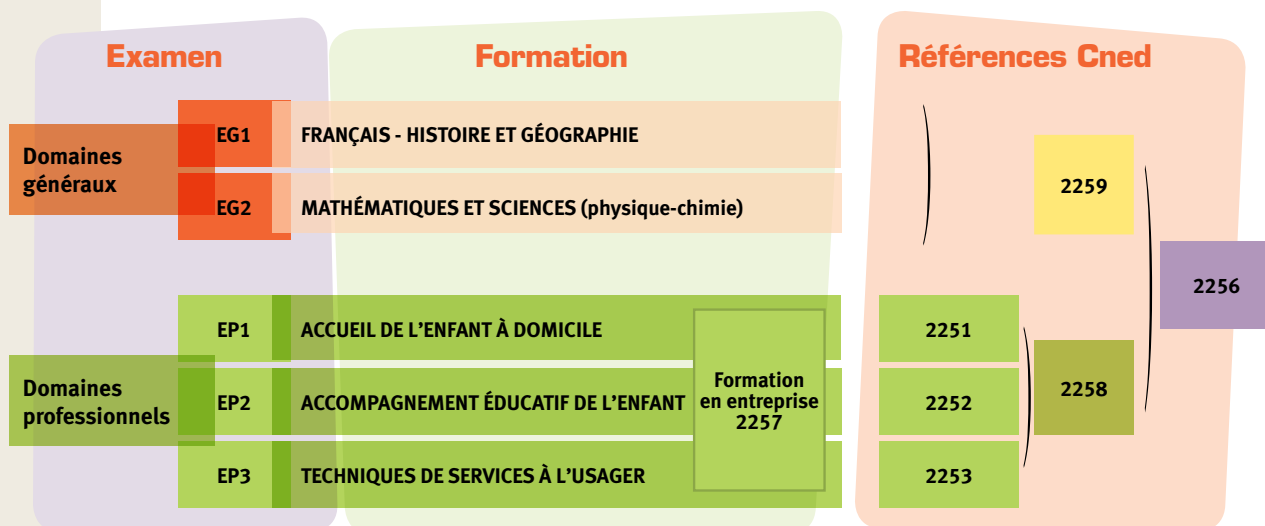 Examen
Formation
Références Cned
Domaines
généraux
EG1
FRANÇAIS - HISTOIRE ET GÉOGRAPHIE
EG2
MATHÉMATIQUES ET SCIENCES (physique-chimie)
2259
2256
Domaines
professionnels
EP1
ACCUEIL DE L'ENFANT À DOMICILE
EP2
ACCOMPAGNEMENT ÉDUCATIF DE L'ENFANT
EP3
TECHNIQUES DE SERVICES À L'USAGER
Formation
en entreprise
2257
2251
2252
2253
2258